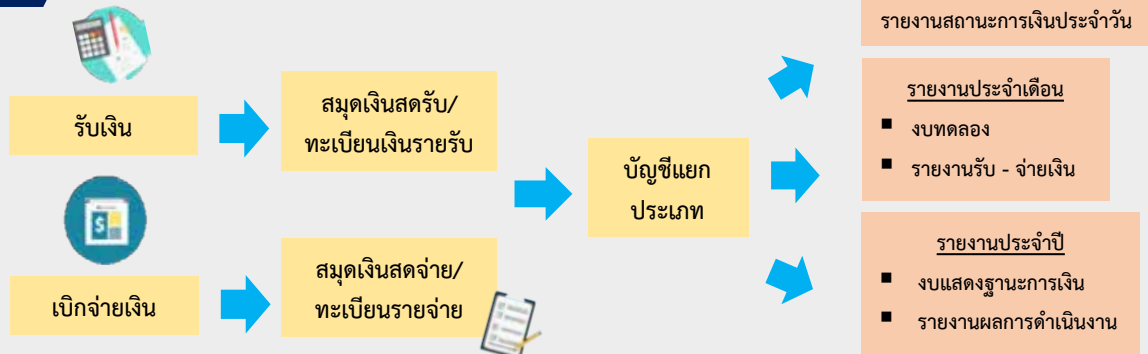 รับเงิน
สมุดเงินสดรับ/
ทะเบียนเงินรายรับ
เบิกจ่ายเงิน
สมุดเงินสดจ่าย/
ทะเบียนรายจ่าย
บัญชีแยก
ประเภท
รายงานสถานะการเงินประจำวัน
รายงานประจำเดือน
▪ งบทดลอง
▪ รายงานรับ - จ่ายเงิน
รายงานประจำปี
▪ งบแสดงฐานะการเงิน
▪ รายงานผลการดำเนินงาน